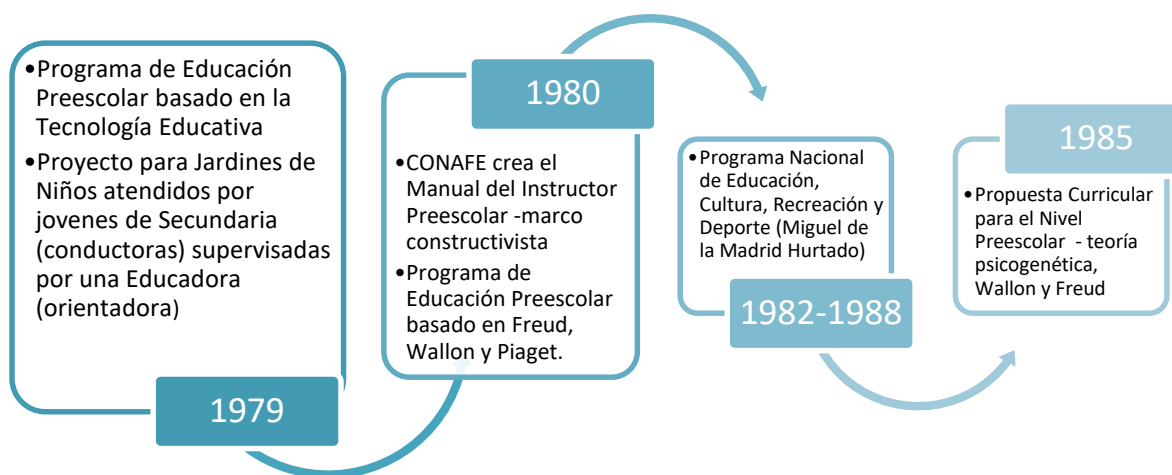 •Programa de Educación
Preescolar basado en la
Tecnología Educativa
•Proyecto para Jardines de
Niños atendidos por
jovenes de Secundaria
(conductoras) supervisadas
por una Educadora
(orientadora)
1979
1980
•CONAFE crea el
Manual del Instructor
Preescolar -marco
constructivista
•Programa de
Educación Preescolar
basado en Freud,
Wallon y Piaget.
•Programa Nacional
de Educación,
Cultura, Recreación y
Deporte (Miguel de
la Madrid Hurtado)
1982-1988
1985
•Propuesta Curricular
para el Nivel
Preescolar - teoría
psicogenética,
Wallon y Freud